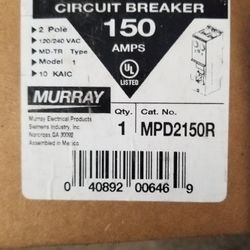 CIRCUIT BREAKER
2 Pole
120/240 VAC
MD-TR Type
Model 1
10 KAIC
150
AMPS
UL
LISTED
MURRAY
Murray Electrical Products
Siemens Industry, Inc.
Norcross, GA 30092
Assembled in Mexico
Qty.
1
Cat. No.
MPD2150R
0 40892 00646 9